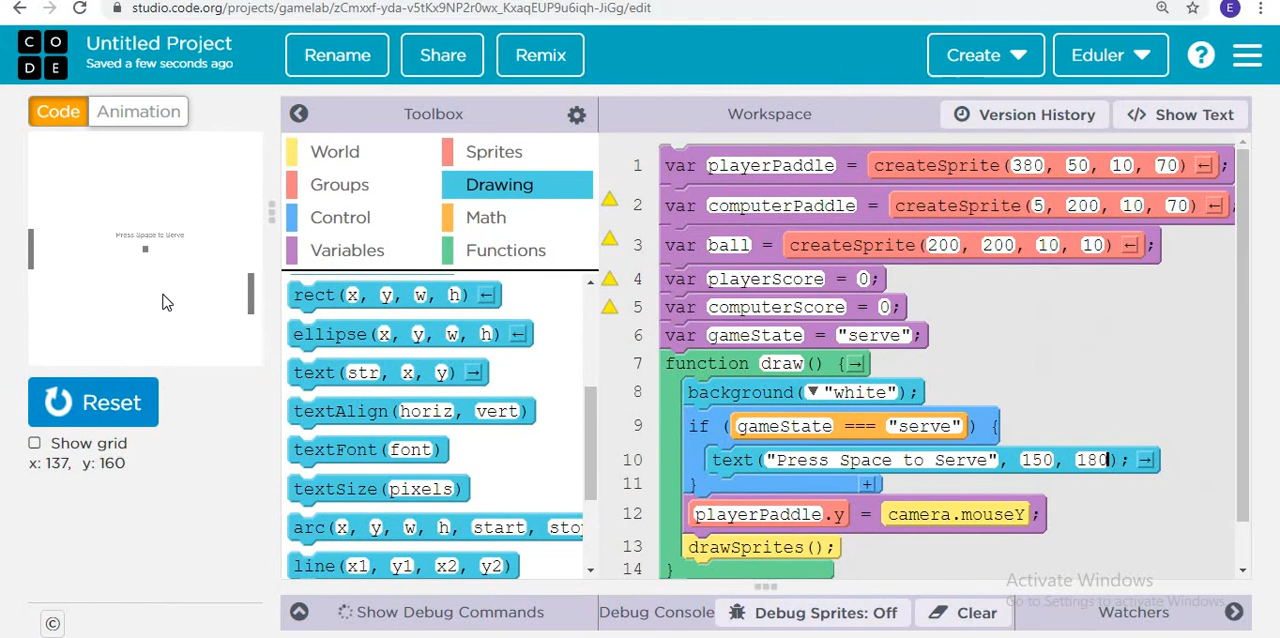 studio.code.org/projects/gamelab/zCmxxf-yda-v5tKx9NP2r0wx_KxaqEUP9u6iqh-JiGg/edit
E
C O
D E
Untitled Project
Saved a few seconds ago
Rename
Share
Remix
Create
Eduler
?
Code
Animation
Press Space to Serve
Reset
Show grid
x: 137, y: 160
Toolbox
World
Sprites
Groups
Drawing
Control
Math
Variables
Functions
rect(x, y, w, h)
ellipse(x, y, w, h)
text(str, x, y)
textAlign(horiz, vert)
textFont(font)
textSize(pixels)
arc(x, y, w, h, start, sto
line(x1, y1, x2, y2)
Workspace
Version History
</> Show Text
1 var playerPaddle = createSprite(380, 50, 10, 70);
2 var computerPaddle = createSprite(5, 200, 10, 70);
3 var ball = createSprite(200, 200, 10, 10);
4 var playerScore = 0;
5 var computerScore = 0;
6 var gameState = "serve";
7 function draw() {
8 background("white");
9 if (gameState === "serve") {
10 text("Press Space to Serve", 150, 180);
11 }
12 playerPaddle.y = camera.mouseY;
13 drawSprites();
14 }
Show Debug Commands
Debug Console
Debug Sprites: Off
Clear
Watchers
Activate Windows
Go to Settings to activate Windows.
©